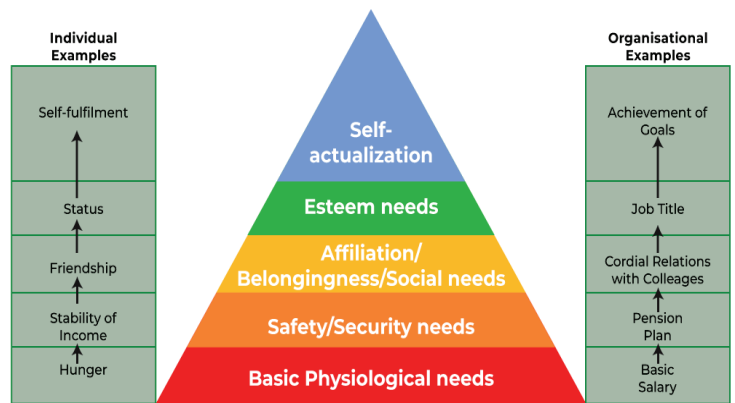 Individual
Examples
Self-fulfilment
Status
Friendship
Stability of
Income
Hunger
Self-
actualization
Esteem needs
Affiliation/
Belongingness/Social needs
Safety/Security needs
Basic Physiological needs
Organisational
Examples
Achievement of
Goals
Job Title
Cordial Relations
with Colleages
Pension
Plan
Basic
Salary